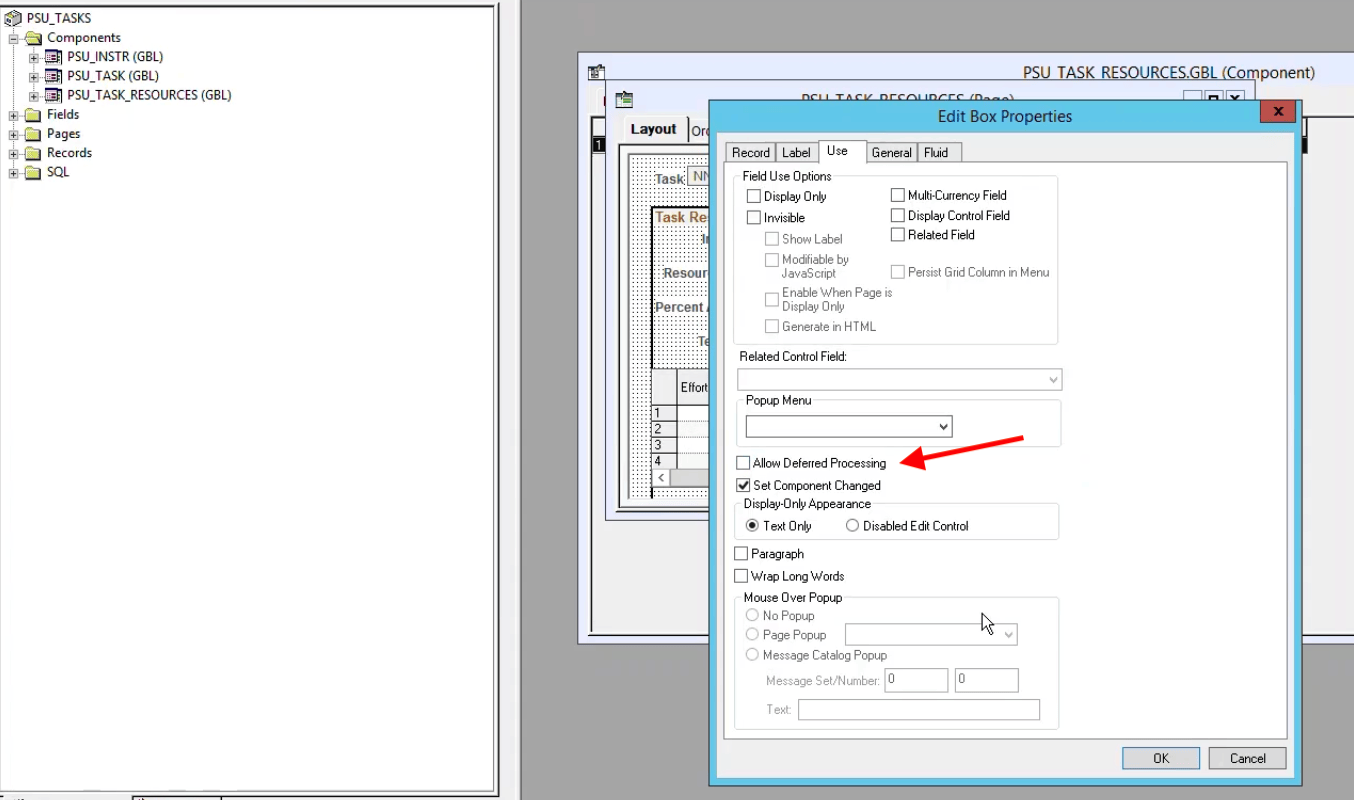 PSU_TASKS
Components
PSU_INSTR (GBL)
PSU_TASK (GBL)
PSU_TASK_RESOURCES (GBL)
Fields
Pages
Records
SQL
PSU_TASK_RESOURCES.GBL (Component)
PSU_TASK_RESOURCES (Page)
Layout
1
Task
NN
Task Re
Resour
Percent
Te
Effort
1
2
3
4
Edit Box Properties
Record Label Use General Fluid
Field Use Options
Display Only
Multi-Currency Field
Invisible
Display Control Field
Show Label
Related Field
Modifiable by
JavaScript
Persist Grid Column in Menu
Enable When Page is
Display Only
Generate in HTML
Related Control Field:
Popup Menu
Allow Deferred Processing
Set Component Changed
Display-Only Appearance
Text Only
Disabled Edit Control
Paragraph
Wrap Long Words
Mouse Over Popup
No Popup
Page Popup
Message Catalog Popup
Message Set/Number: 0 0
Text:
OK Cancel